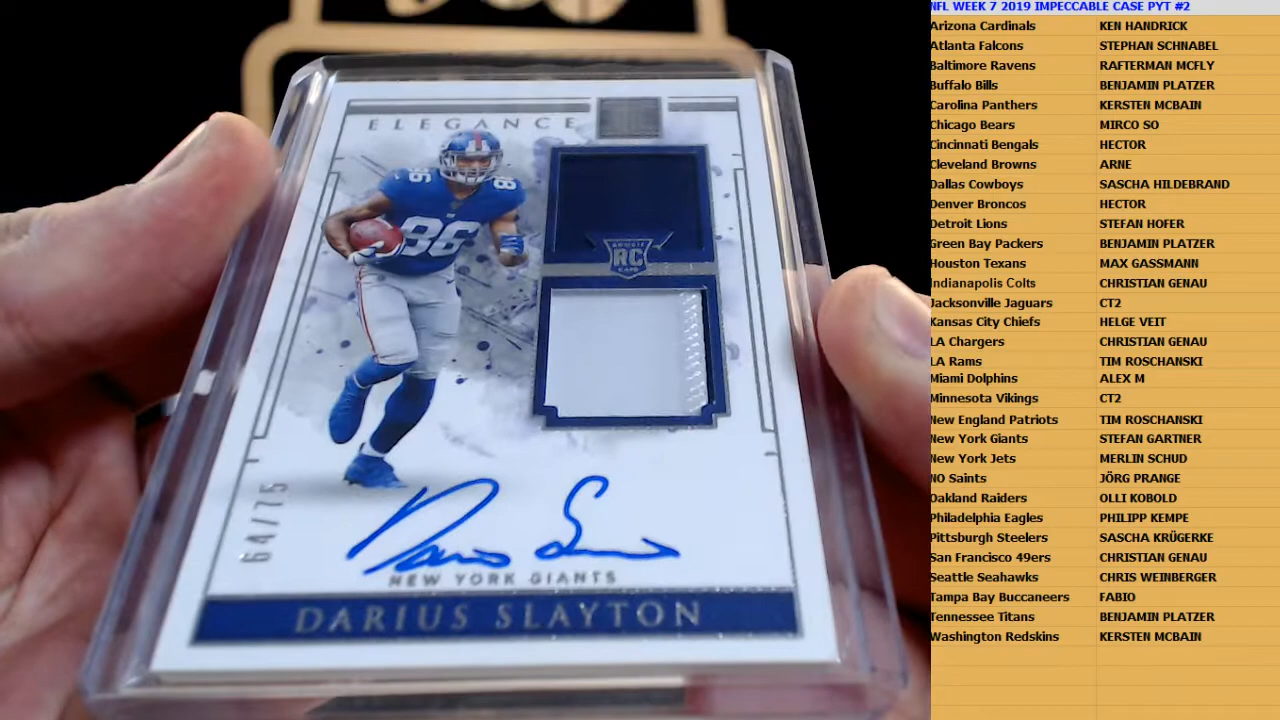 ELEGANCE
86
86
86
ROOKIE
RC
CARD
64/75
NEW YORK GIANTS
DARIUS SLAYTON
NFL WEEK 7 2019 IMPECCABLE CASE PYT #2
Arizona Cardinals KEN HANDRICK
Atlanta Falcons STEPHAN SCHNABEL
Baltimore Ravens RAFTERMAN MCFLY
Buffalo Bills BENJAMIN PLATZER
Carolina Panthers KERSTEN MCBAIN
Chicago Bears MIRCO SO
Cincinnati Bengals HECTOR
Cleveland Browns ARNE
Dallas Cowboys SASCHA HILDEBRAND
Denver Broncos HECTOR
Detroit Lions STEFAN HOFER
Green Bay Packers BENJAMIN PLATZER
Houston Texans MAX GASSMANN
Indianapolis Colts CHRISTIAN GENAU
Jacksonville Jaguars CT2
Kansas City Chiefs HELGE VEIT
LA Chargers CHRISTIAN GENAU
LA Rams TIM ROSCHANSKI
Miami Dolphins ALEX M
Minnesota Vikings CT2
New England Patriots TIM ROSCHANSKI
New York Giants STEFAN GARTNER
New York Jets MERLIN SCHUD
NO Saints JÖRG PRANGE
Oakland Raiders OLLI KOBOLD
Philadelphia Eagles PHILIPP KEMPE
Pittsburgh Steelers SASCHA KRÜGERKE
San Francisco 49ers CHRISTIAN GENAU
Seattle Seahawks CHRIS WEINBERGER
Tampa Bay Buccaneers FABIO
Tennessee Titans BENJAMIN PLATZER
Washington Redskins KERSTEN MCBAIN